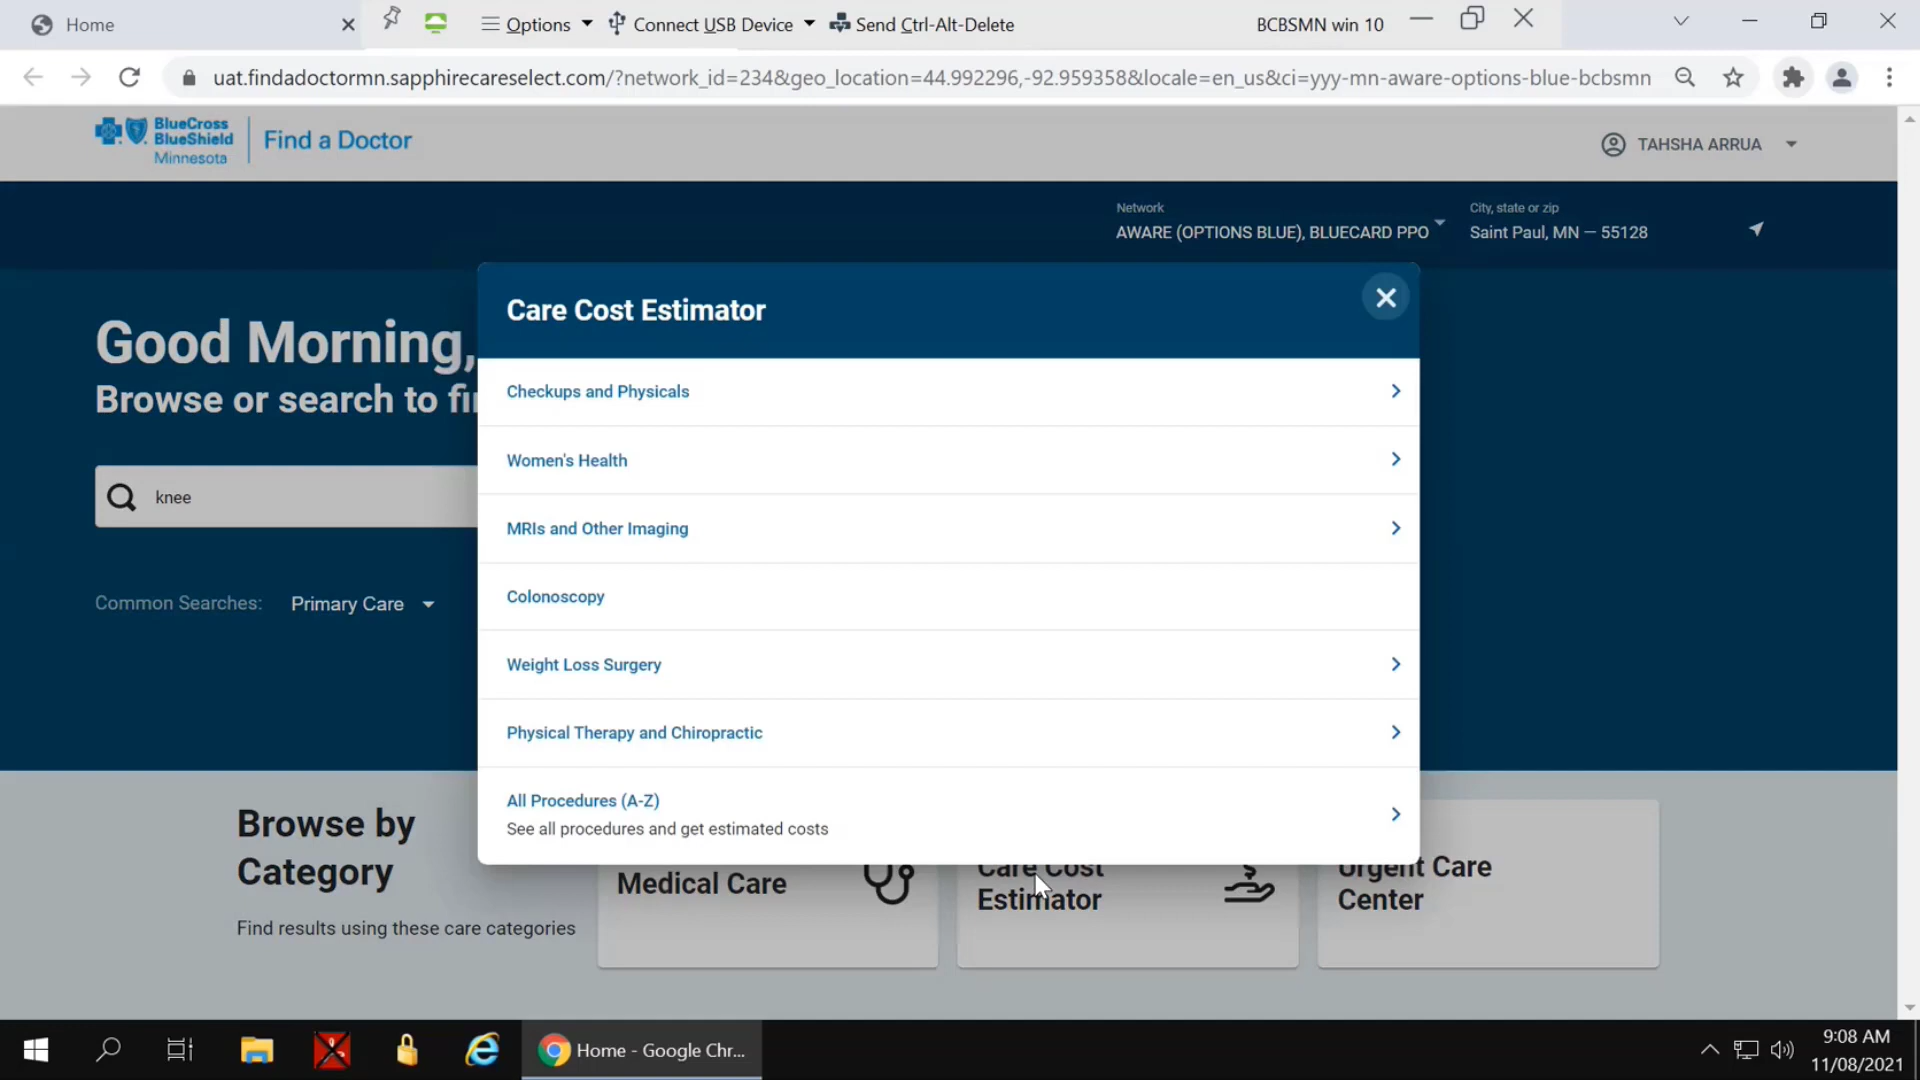 Home
Options
Connect USB Device
Send Ctrl-Alt-Delete
BCBSMN win 10
uat.findadoctormn.sapphirecareselect.com/?network_id=234&geo_location=44.992296,-92.959358&locale=en_us&ci=yyy-mn-aware-options-blue-bcbsmn
BlueCross
BlueShield
Minnesota
Find a Doctor
TAHSHA ARRUA
Network
AWARE (OPTIONS BLUE), BLUECARD PPO
City, state or zip
Saint Paul, MN — 55128
Good Morning,
Browse or search to
knee
Common Searches:
Primary Care
Care Cost Estimator
Checkups and Physicals
Women's Health
MRIs and Other Imaging
Colonoscopy
Weight Loss Surgery
Physical Therapy and Chiropractic
All Procedures (A-Z)
See all procedures and get estimated costs
Browse by
Category
Find results using these care categories
Medical Care
Care Cost
Estimator
Urgent Care
Center
Home - Google Chr...
9:08 AM
11/08/2021